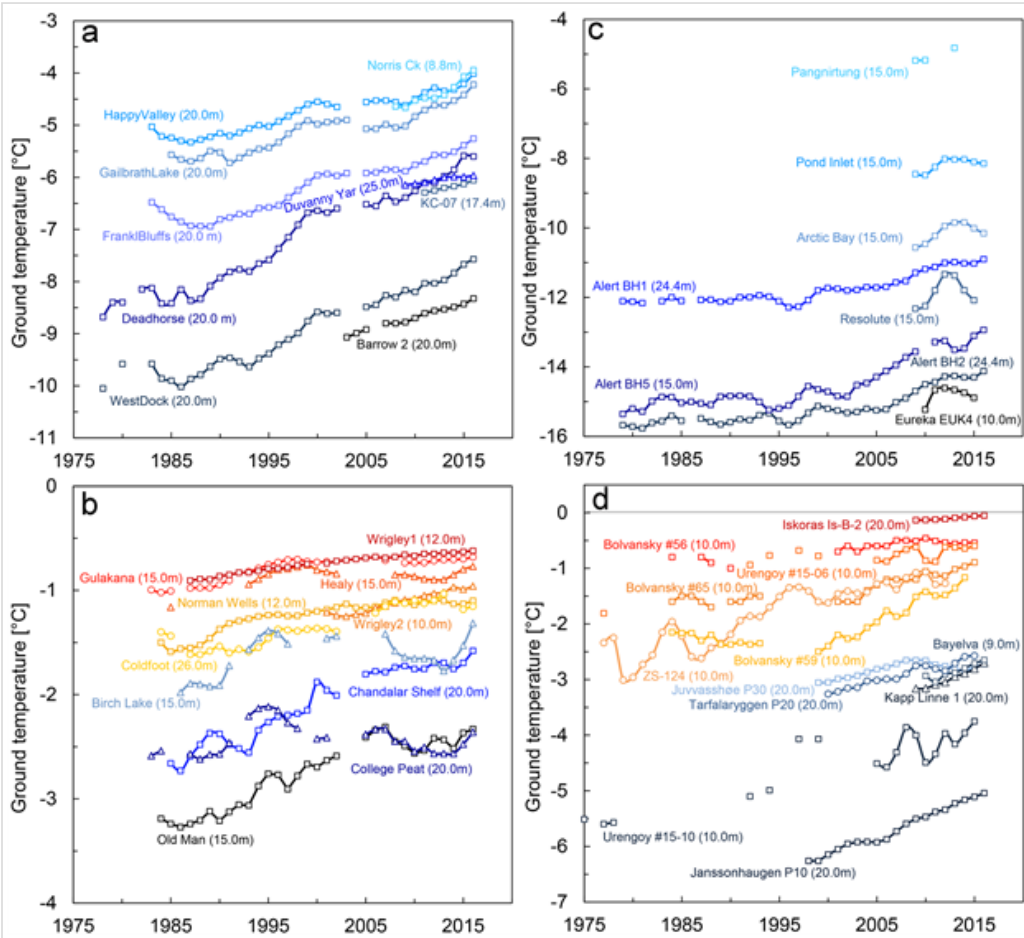 a
Ground temperature [°C]
-3
-4
-5
-6
-7
-8
-9
-10
-11
Norris Ck (8.8m)
HappyValley (20.0m)
GailbrathLake (20.0m)
Duvanny Yar (25.0m)
KC-07 (17.4m)
FranklBluffs (20.0 m)
Deadhorse (20.0 m)
Barrow 2 (20.0m)
WestDock (20.0m)
1975 1985 1995 2005 2015
c
Ground temperature [°C]
-4
-6
-8
-10
-12
-14
-16
Pangnirtung (15.0m)
Pond Inlet (15.0m)
Arctic Bay (15.0m)
Alert BH1 (24.4m)
Resolute (15.0m)
Alert BH2 (24.4m)
Alert BH5 (15.0m)
Eureka EUK4 (10.0m)
1975 1985 1995 2005 2015
b
Ground temperature [°C]
0
-1
-2
-3
-4
Wrigley1 (12.0m)
Gulakana (15.0m)
Healy (15.0m)
Norman Wells (12.0m)
Wrigley2 (10.0m)
Coldfoot (26.0m)
Birch Lake (15.0m)
Chandalar Shelf (20.0m)
College Peat (20.0m)
Old Man (15.0m)
1975 1985 1995 2005 2015
d
Ground temperature [°C]
0
-1
-2
-3
-4
-5
-6
-7
Iskoras Is-B-2 (20.0m)
Bolvansky #56 (10.0m)
Urengoy #15-06 (10.0m)
Bolvansky #65 (10.0m)
Bayelva (9.0m)
Bolvansky #59 (10.0m)
ZS-124 (10.0m)
Juvvasshøe P30 (20.0m)
Tarfalaryggen P20 (20.0m)
Kapp Linne 1 (20.0m)
Urengoy #15-10 (10.0m)
Janssonhaugen P10 (20.0m)
1975 1985 1995 2005 2015